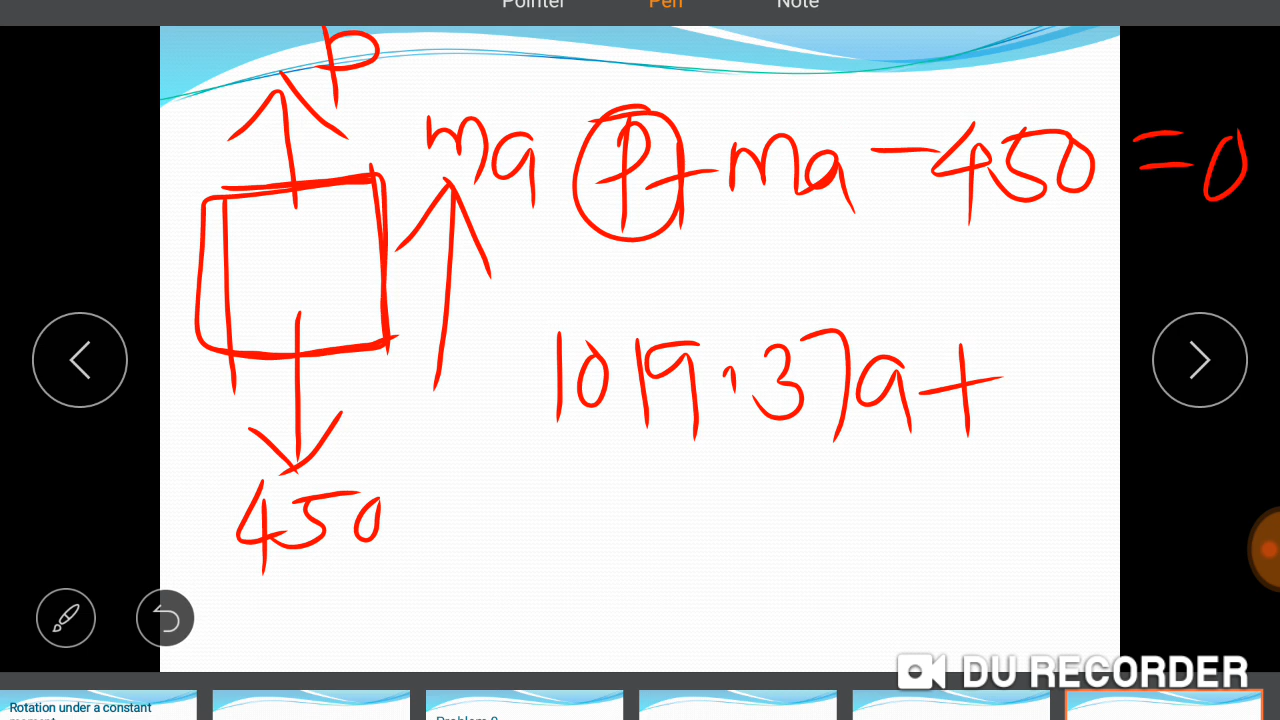 Pointer Pen Note
P
ma P + ma - 450 = 0
1019.37a +
450
DU RECORDER
Rotation under a constant